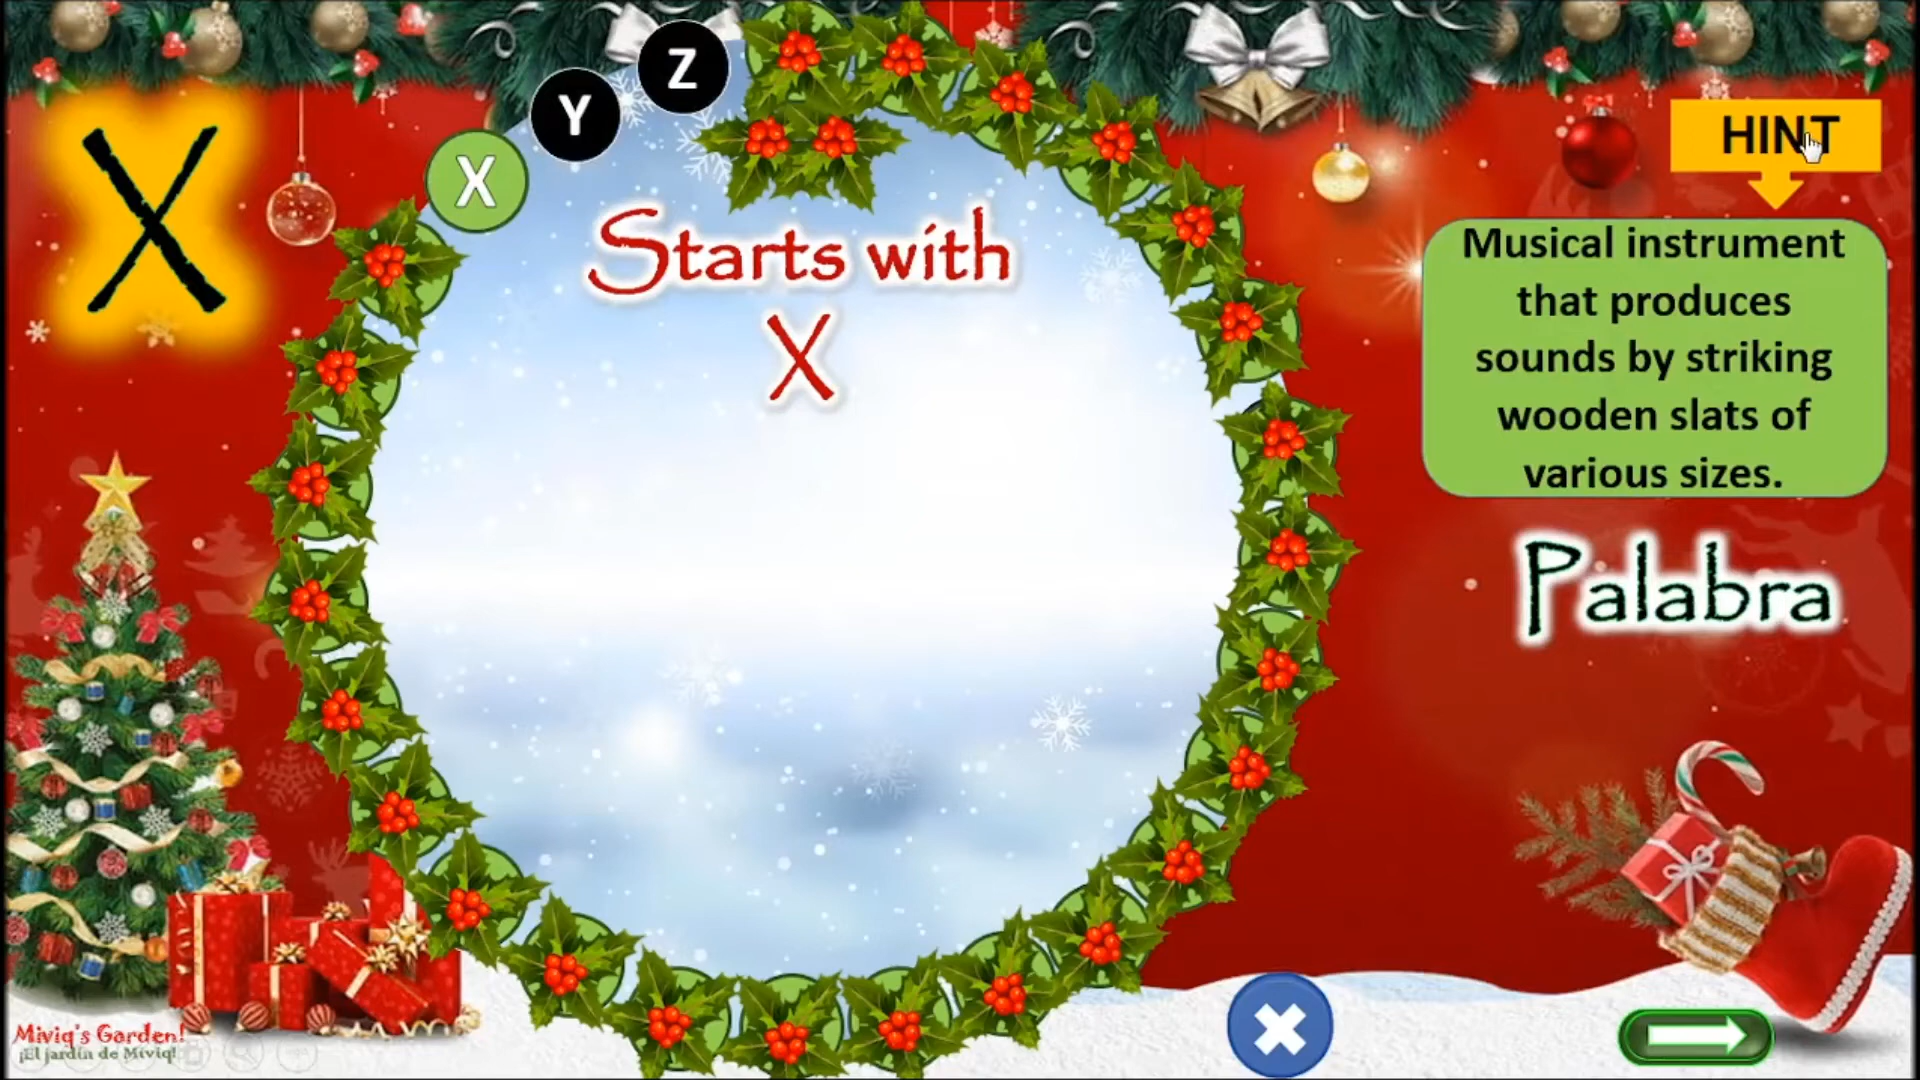 Z
Y
X
X
Starts with
X
HINT
Musical instrument
that produces
sounds by striking
wooden slats of
various sizes.
Palabra
Miviq's Garden!
¡El jardín de Miviq!